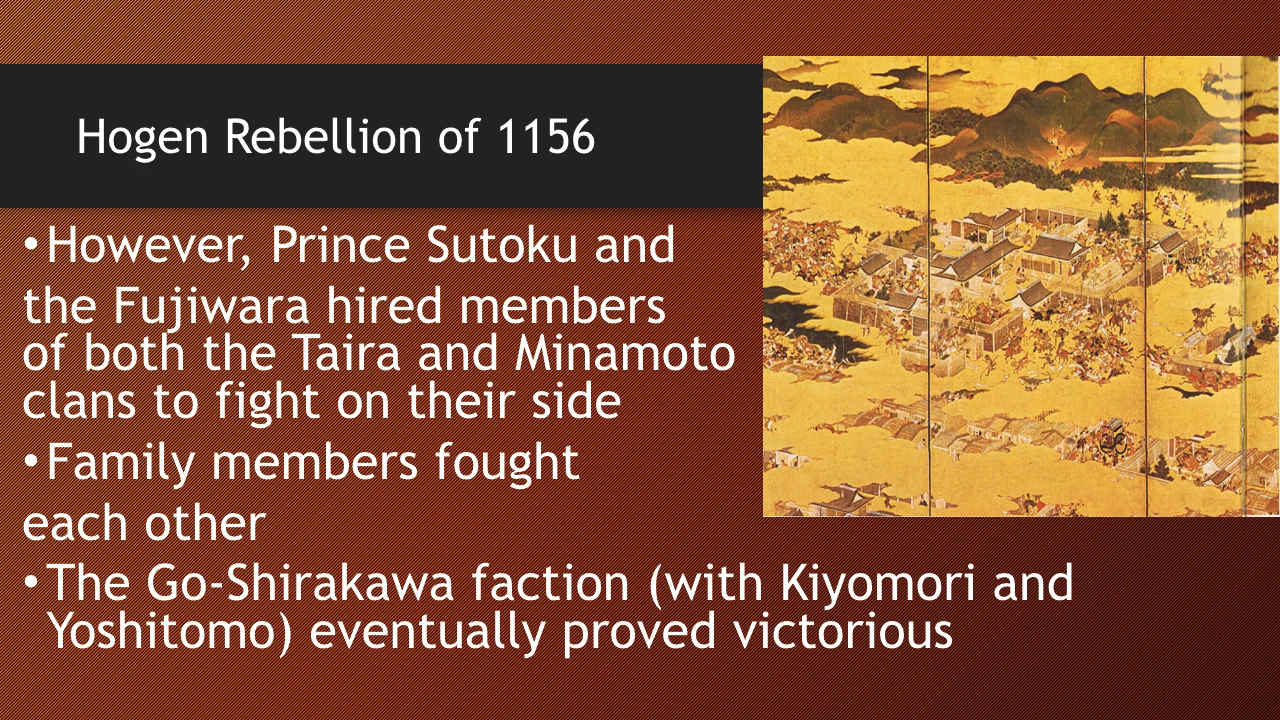 Hogen Rebellion of 1156
•However, Prince Sutoku and
the Fujiwara hired members
of both the Taira and Minamoto
clans to fight on their side
•Family members fought
each other
•The Go-Shirakawa faction (with Kiyomori and
Yoshitomo) eventually proved victorious